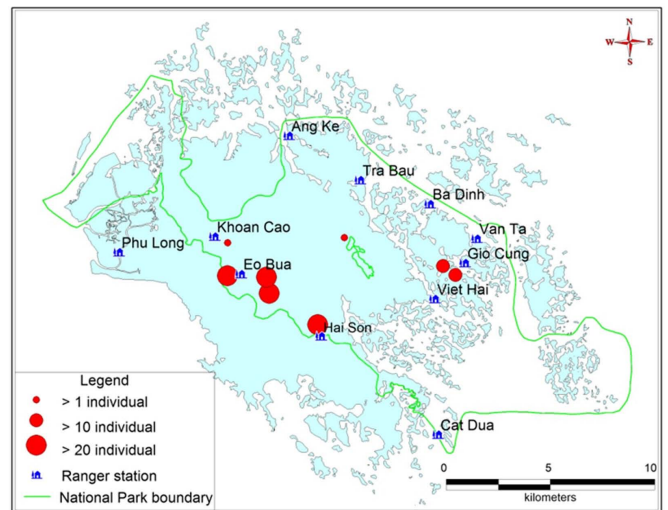 N
W E
S
Ang Ke
Tra Bau
Ba Dinh
Khoan Cao
Van Ta
Phu Long
Gio Cung
Eo Bua
Viet Hai
Hai Son
Cat Dua
Legend
> 1 individual
> 10 individual
> 20 individual
Ranger station
National Park boundary
0 5 10
kilometers